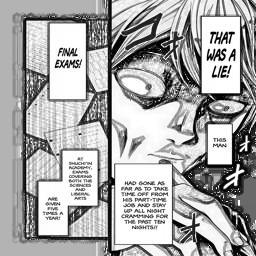 THAT
WAS A
LIE!
THIS
MAN
HAD GONE AS
FAR AS TO TAKE
TIME OFF FROM
HIS PART-TIME
JOB AND STAY
UP ALL NIGHT
CRAMMING FOR
THE PAST TEN
NIGHTS!!
FINAL
EXAMS!
AT
SHUCHI'IN
ACADEMY,
EXAMS
COVERING
BOTH THE
SCIENCES
AND
LIBERAL
ARTS
ARE
GIVEN FIVE
TIMES A
YEAR!